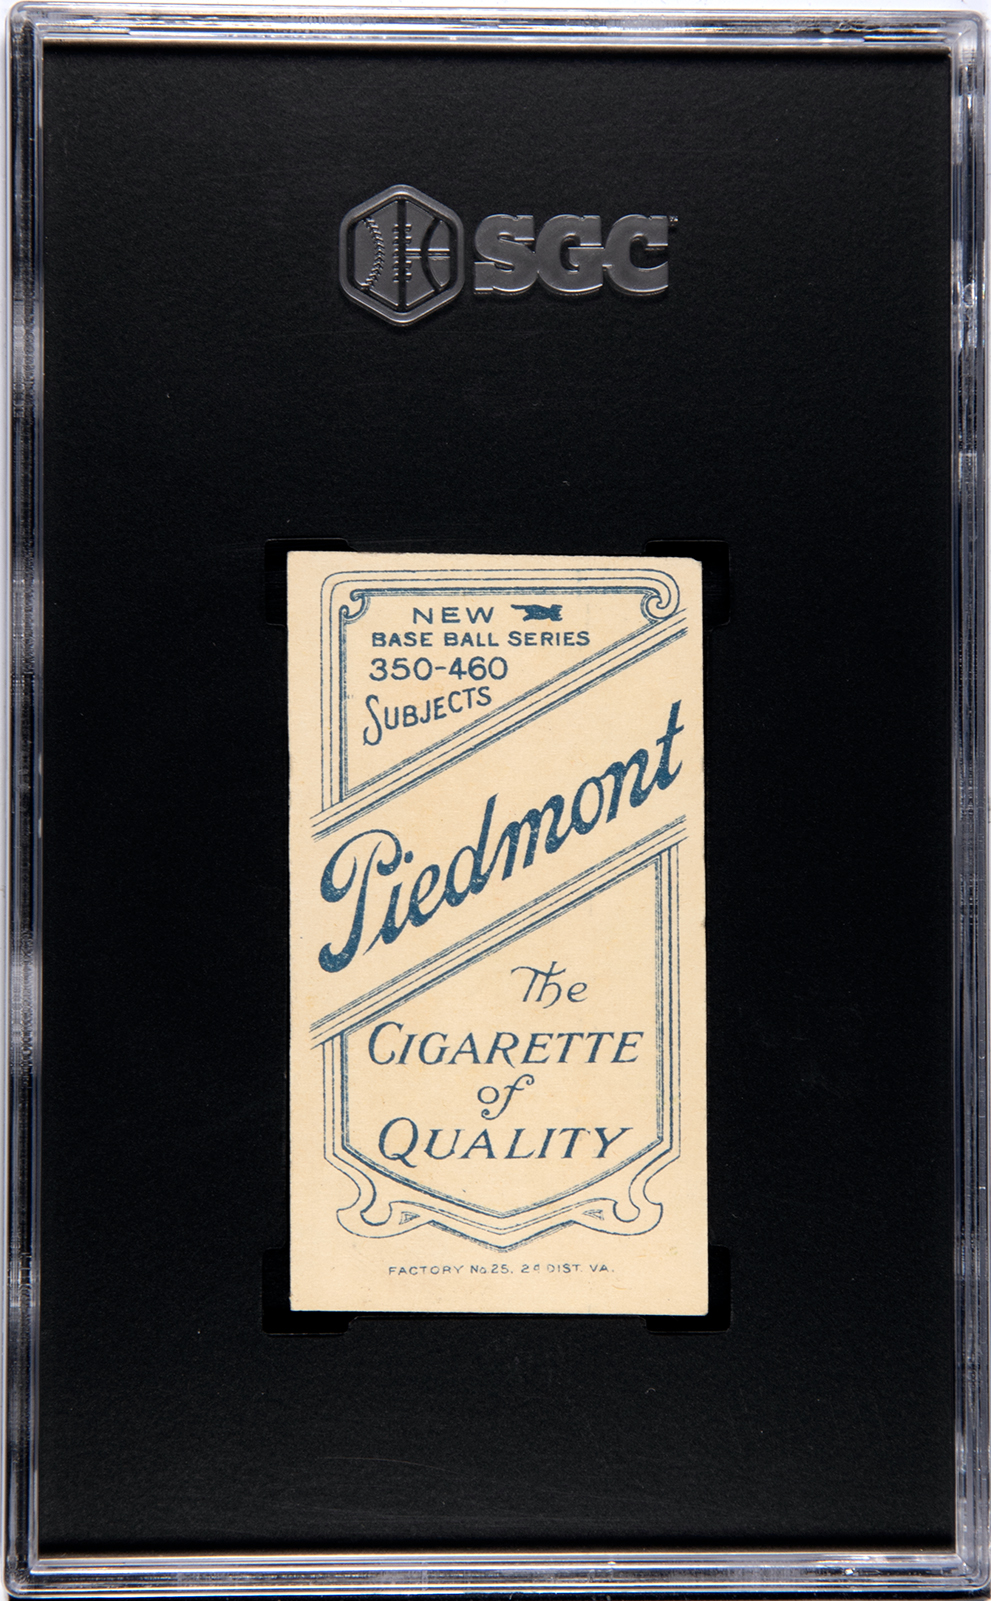 SGC
NEW
BASE BALL SERIES
350-460
SUBJECTS
Piedmont
The
CIGARETTE
of
QUALITY
FACTORY No.25. 2d DIST. VA.